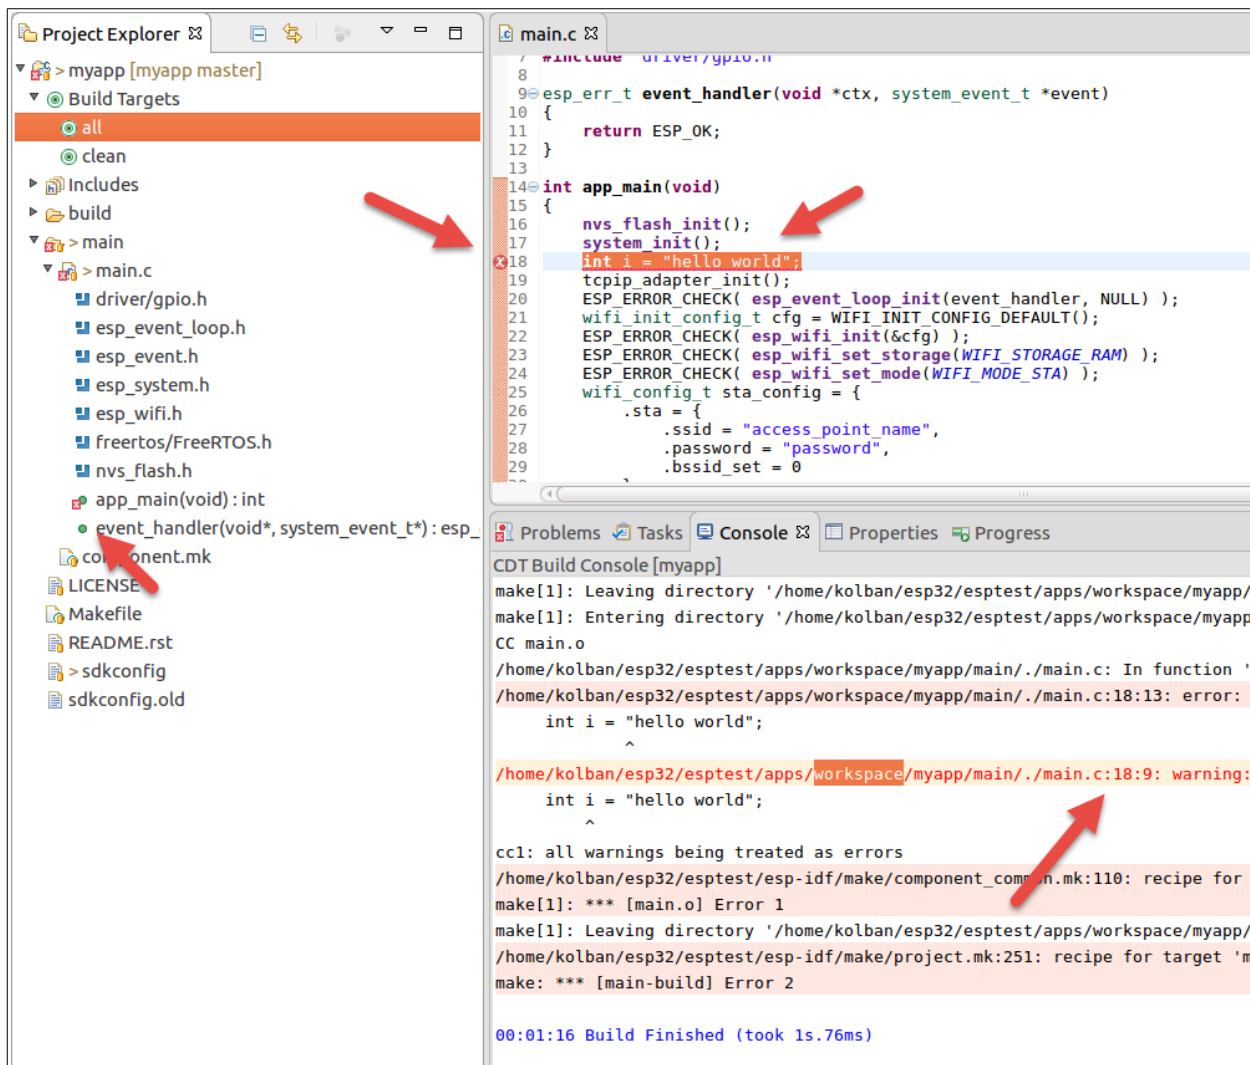 Project Explorer
> myapp [myapp master]
Build Targets
all
clean
Includes
build
> main
> main.c
driver/gpio.h
esp_event_loop.h
esp_event.h
esp_system.h
esp_wifi.h
freertos/FreeRTOS.h
nvs_flash.h
app_main(void) : int
event_handler(void*, system_event_t*) : esp_
component.mk
LICENSE
Makefile
README.rst
> sdkconfig
sdkconfig.old
main.c
7 #include "driver/gpio.h"
8
9 esp_err_t event_handler(void *ctx, system_event_t *event)
10 {
11     return ESP_OK;
12 }
13
14 int app_main(void)
15 {
16     nvs_flash_init();
17     system_init();
18     int i = "hello world";
19     tcpip_adapter_init();
20     ESP_ERROR_CHECK( esp_event_loop_init(event_handler, NULL) );
21     wifi_init_config_t cfg = WIFI_INIT_CONFIG_DEFAULT();
22     ESP_ERROR_CHECK( esp_wifi_init(&cfg) );
23     ESP_ERROR_CHECK( esp_wifi_set_storage(WIFI_STORAGE_RAM) );
24     ESP_ERROR_CHECK( esp_wifi_set_mode(WIFI_MODE_STA) );
25     wifi_config_t sta_config = {
26         .sta = {
27             .ssid = "access_point_name",
28             .password = "password",
29             .bssid_set = 0
Problems Tasks Console Properties Progress
CDT Build Console [myapp]
make[1]: Leaving directory '/home/kolban/esp32/esptest/apps/workspace/myapp/
make[1]: Entering directory '/home/kolban/esp32/esptest/apps/workspace/myapp
CC main.o
/home/kolban/esp32/esptest/apps/workspace/myapp/main/./main.c: In function '
/home/kolban/esp32/esptest/apps/workspace/myapp/main/./main.c:18:13: error:
int i = "hello world";
^
/home/kolban/esp32/esptest/apps/workspace/myapp/main/./main.c:18:9: warning:
int i = "hello world";
^
cc1: all warnings being treated as errors
/home/kolban/esp32/esptest/esp-idf/make/component_common.mk:110: recipe for
make[1]: *** [main.o] Error 1
make[1]: Leaving directory '/home/kolban/esp32/esptest/apps/workspace/myapp/
/home/kolban/esp32/esptest/esp-idf/make/project.mk:251: recipe for target 'm
make: *** [main-build] Error 2
00:01:16 Build Finished (took 1s.76ms)